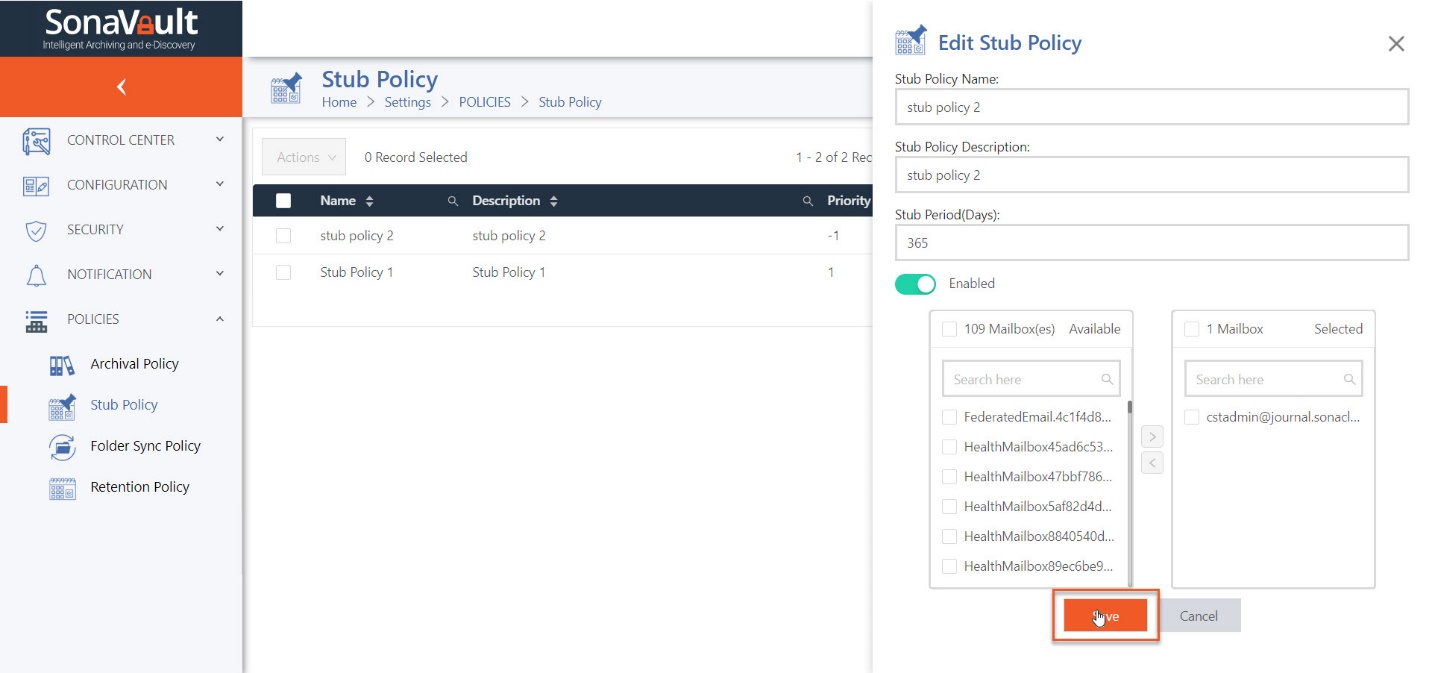 SonaVault
Intelligent Archiving and e-Discovery
CONTROL CENTER
CONFIGURATION
SECURITY
NOTIFICATION
POLICIES
Archival Policy
Stub Policy
Folder Sync Policy
Retention Policy
Stub Policy
Home > Settings > POLICIES > Stub Policy
Actions 0 Record Selected 1 - 2 of 2 Rec
Name Description Priority
stub policy 2 stub policy 2 -1
Stub Policy 1 Stub Policy 1 1
Edit Stub Policy
Stub Policy Name:
stub policy 2
Stub Policy Description:
stub policy 2
Stub Period(Days):
365
Enabled
109 Mailbox(es) Available
Search here
FederatedEmail.4c1f4d8...
HealthMailbox45ad6c53...
HealthMailbox47bbf786...
HealthMailbox5af82d4d...
HealthMailbox8840540d...
HealthMailbox89ec6be9...
> <
1 Mailbox Selected
Search here
cstadmin@journal.sonacl...
Cancel